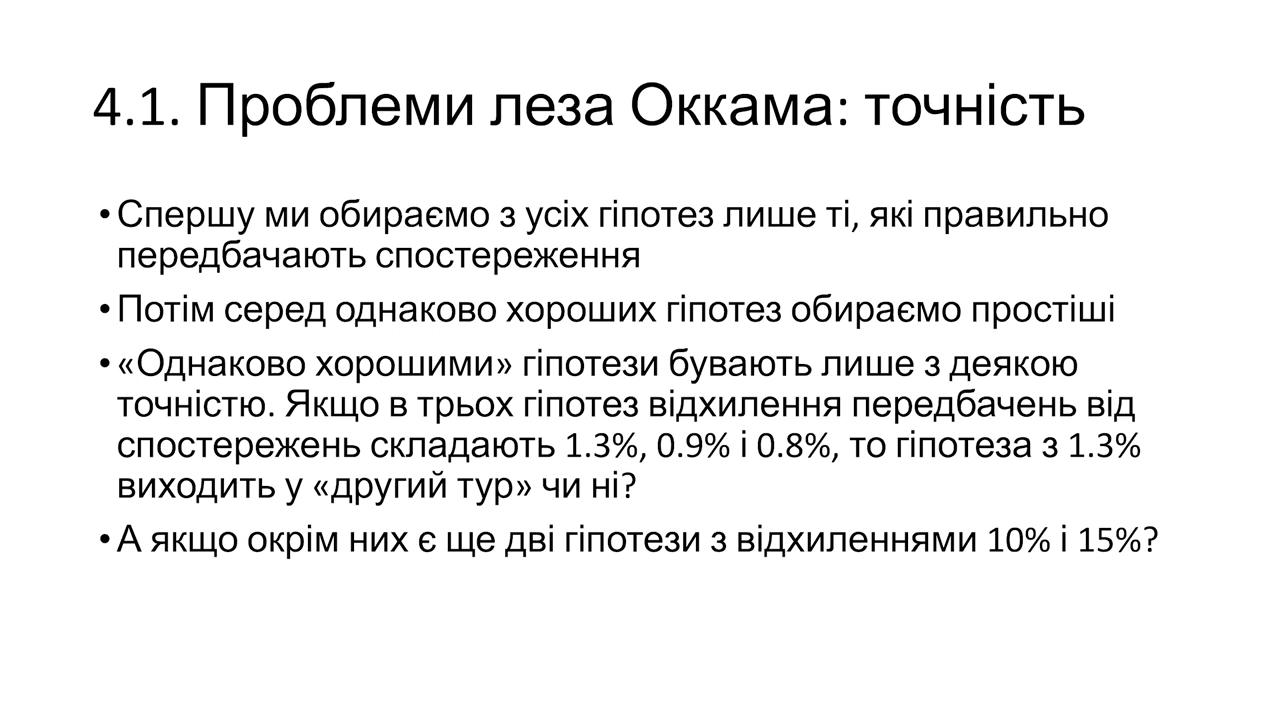 4.1. Проблеми леза Оккама: точність
• Спершу ми обираємо з усіх гіпотез лише ті, які правильно
передбачають спостереження
• Потім серед однаково хороших гіпотез обираємо простіші
• «Однаково хорошими» гіпотези бувають лише з деякою
точністю. Якщо в трьох гіпотез відхилення передбачень від
спостережень складають 1.3%, 0.9% і 0.8%, то гіпотеза з 1.3%
виходить у «другий тур» чи ні?
• А якщо окрім них є ще дві гіпотези з відхиленнями 10% і 15%?